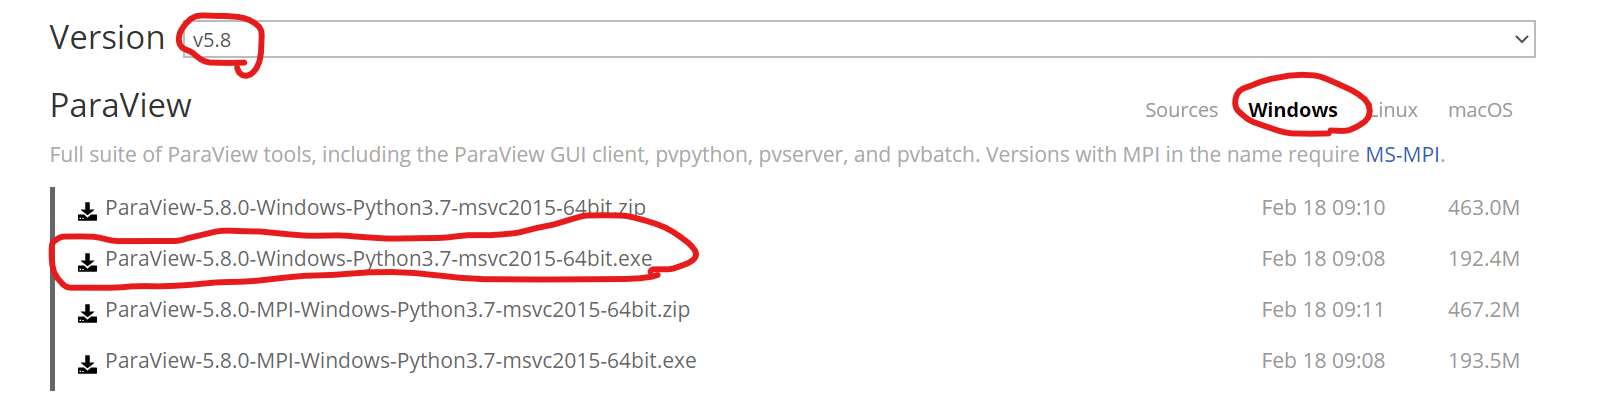 Version v5.8
ParaView Sources Windows Linux macOS
Full suite of ParaView tools, including the ParaView GUI client, pvpython, pvserver, and pvbatch. Versions with MPI in the name require MS-MPI.
ParaView-5.8.0-Windows-Python3.7-msvc2015-64bit.zip Feb 18 09:10 463.0M
ParaView-5.8.0-Windows-Python3.7-msvc2015-64bit.exe Feb 18 09:08 192.4M
ParaView-5.8.0-MPI-Windows-Python3.7-msvc2015-64bit.zip Feb 18 09:11 467.2M
ParaView-5.8.0-MPI-Windows-Python3.7-msvc2015-64bit.exe Feb 18 09:08 193.5M